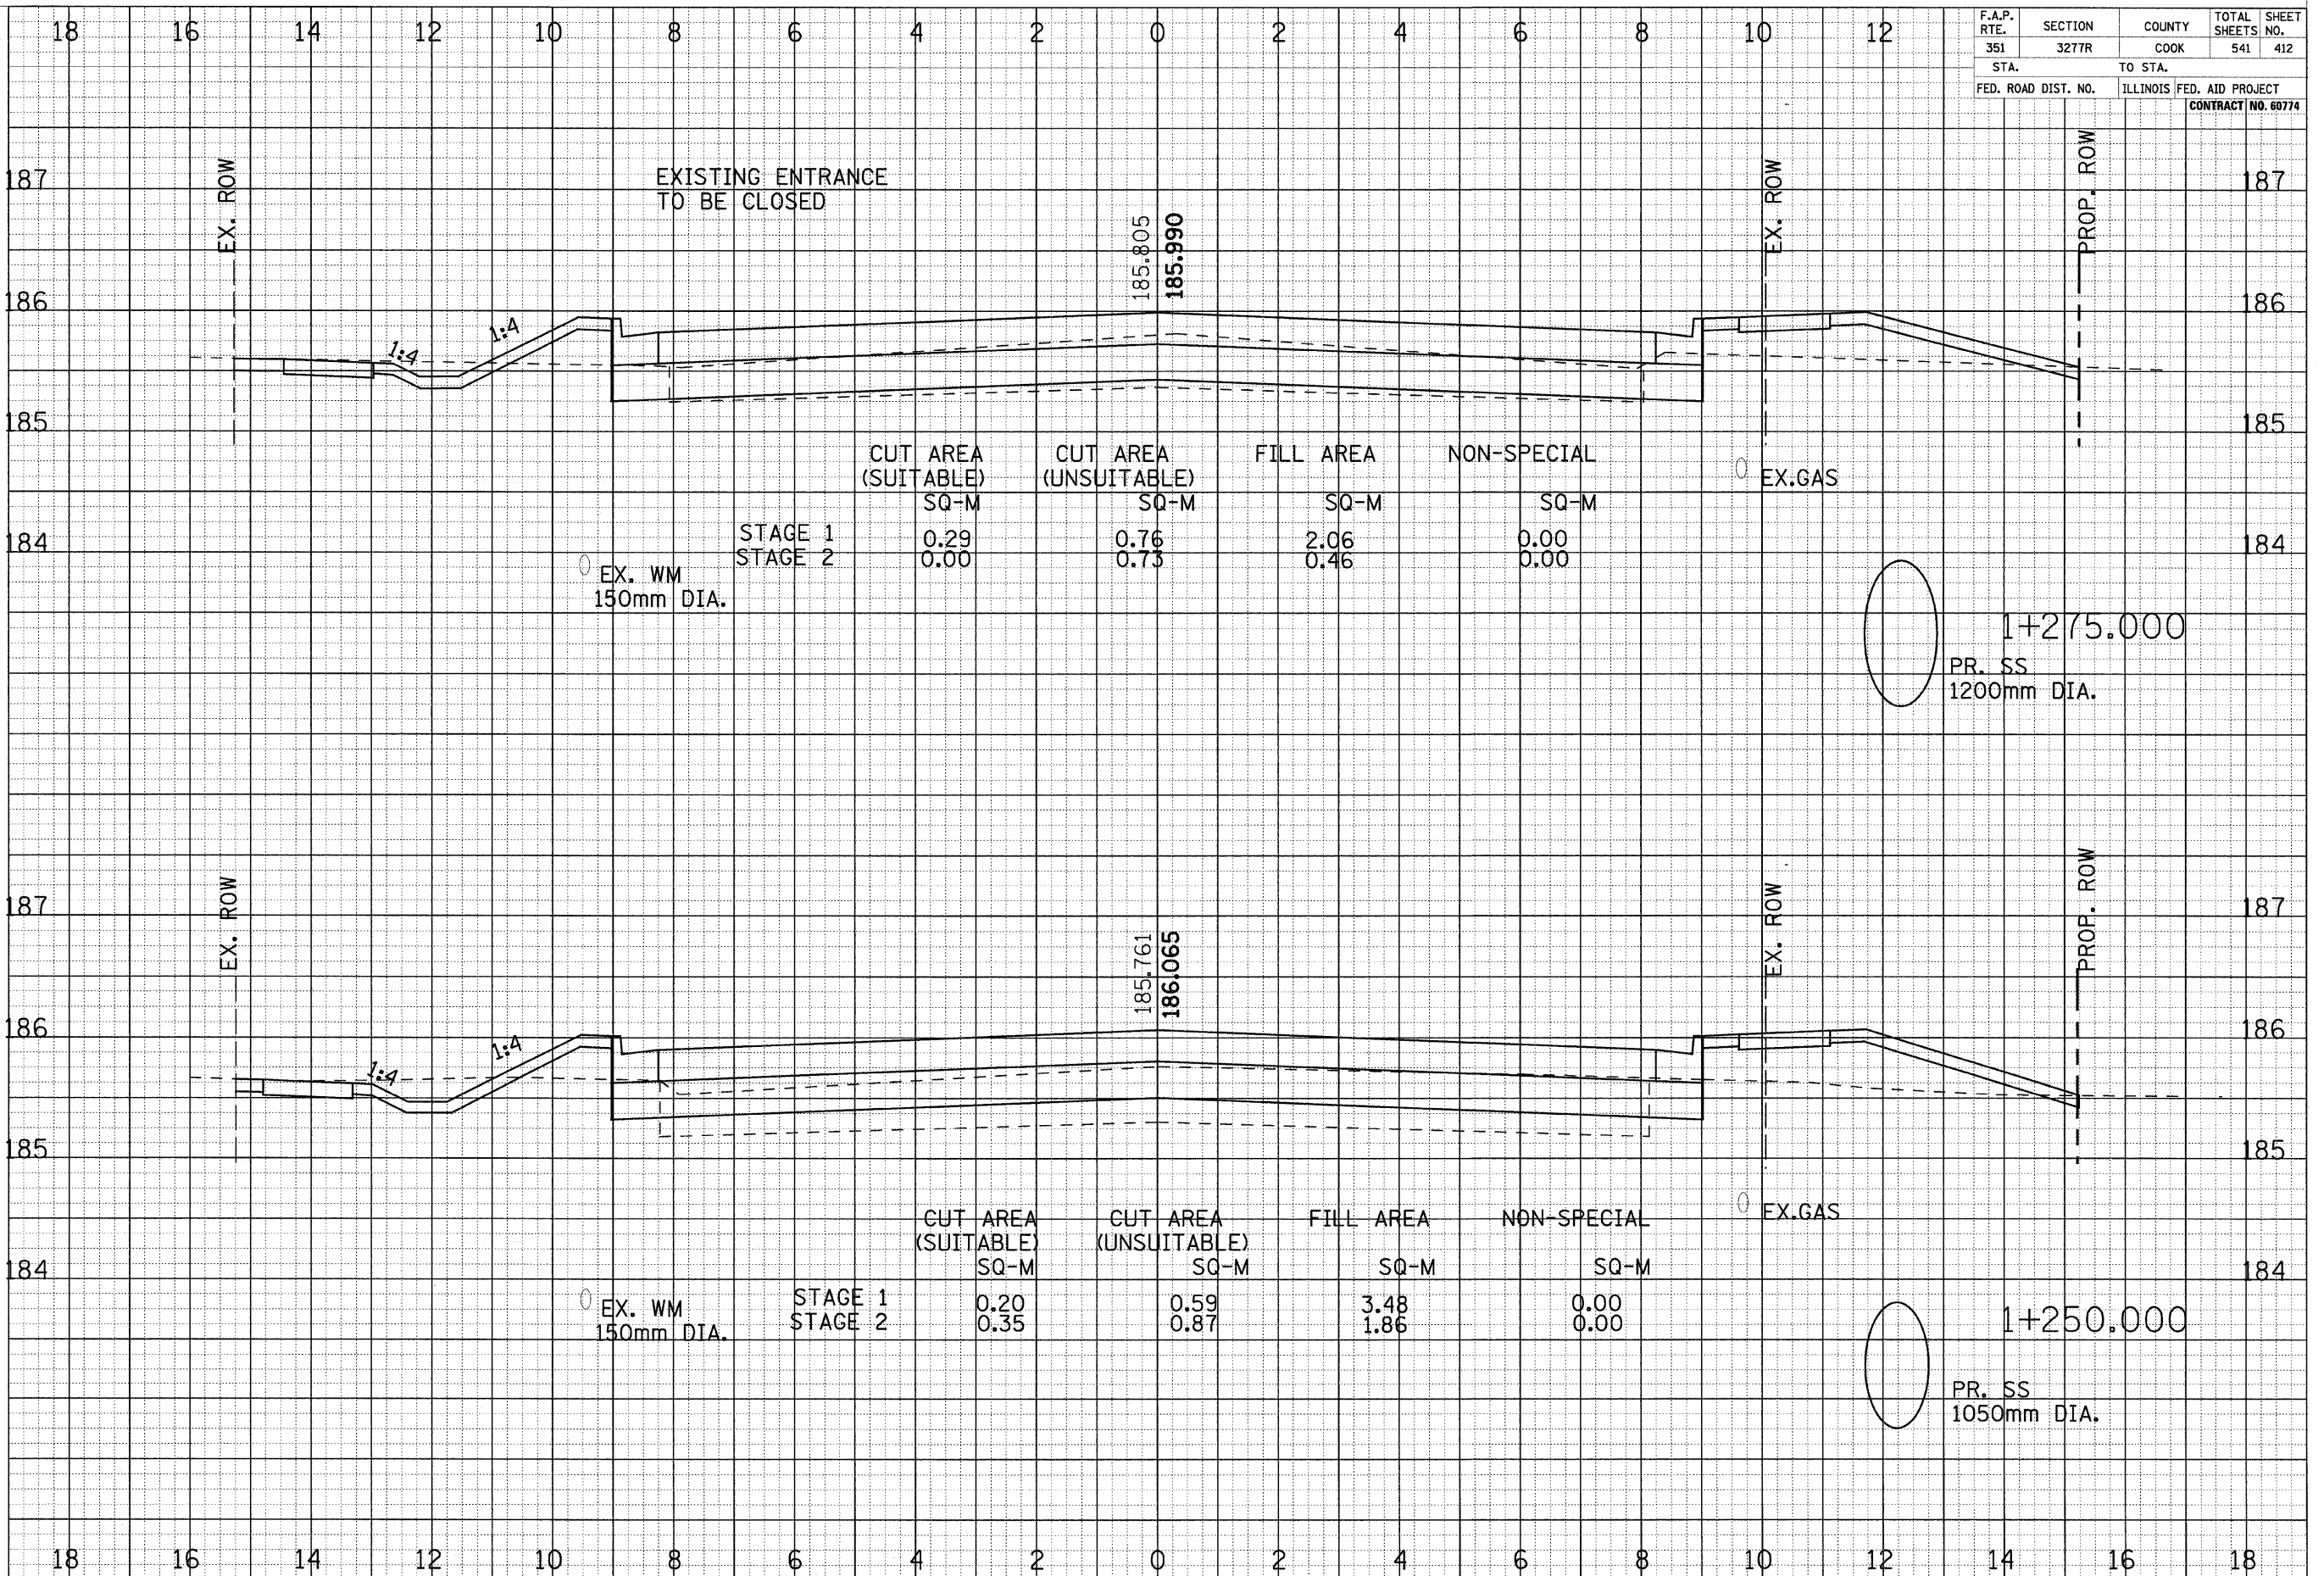 18 16 14 12 10 8 6 4 2 0 2 4 6 8 10 12
F.A.P. RTE. SECTION COUNTY TOTAL SHEETS SHEET NO.
351 3277R COOK 541 412
STA. TO STA.
FED. ROAD DIST. NO. ILLINOIS FED. AID PROJECT
CONTRACT NO. 60774
187 187
EX. ROW
EXISTING ENTRANCE
TO BE CLOSED
185.805
185.990
EX. ROW
PROP. ROW
186 186
1:4
1:4
185 185
CUT AREA CUT AREA FILL AREA NON-SPECIAL
(SUITABLE) (UNSUITABLE)
SQ-M SQ-M SQ-M SQ-M
EX.GAS
STAGE 1 0.29 0.76 2.06 0.00
STAGE 2 0.00 0.73 0.46 0.00
184 184
EX. WM
150mm DIA.
1+275.000
PR. SS
1200mm DIA.
187 187
EX. ROW
185.761
186.065
EX. ROW
PROP. ROW
186 186
1:4
1:4
185 185
CUT AREA CUT AREA FILL AREA NON-SPECIAL
(SUITABLE) (UNSUITABLE)
SQ-M SQ-M SQ-M SQ-M
EX.GAS
184 184
STAGE 1 0.20 0.59 3.48 0.00
STAGE 2 0.35 0.87 1.86 0.00
EX. WM
150mm DIA.
1+250.000
PR. SS
1050mm DIA.
18 16 14 12 10 8 6 4 2 0 2 4 6 8 10 12 14 16 18